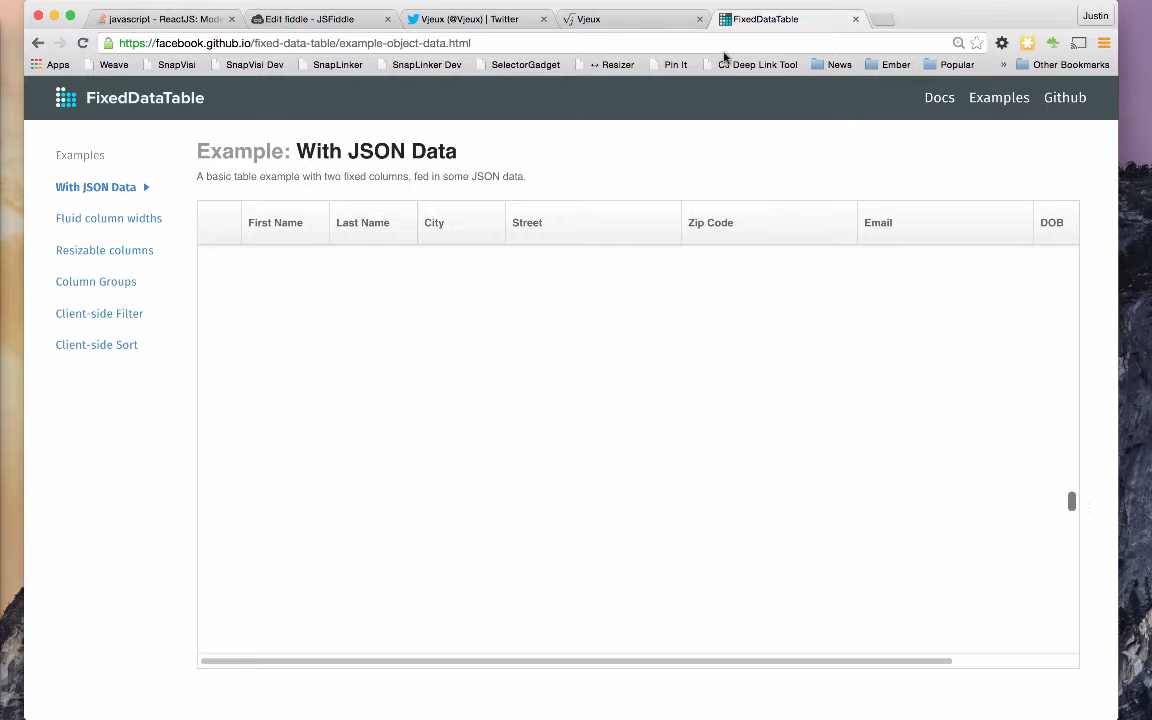 javascript - ReactJS: Mode
Edit fiddle - JSFiddle
Vjeux (@Vjeux) | Twitter
Vjeux
FixedDataTable
Justin
https://facebook.github.io/fixed-data-table/example-object-data.html
Apps
Weave
SnapVisi
SnapVisi Dev
SnapLinker
SnapLinker Dev
SelectorGadget
↔ Resizer
Pin It
CJ Deep Link Tool
News
Ember
Popular
»
Other Bookmarks
FixedDataTable
Docs
Examples
Github
Examples
With JSON Data
Fluid column widths
Resizable columns
Column Groups
Client-side Filter
Client-side Sort
Example: With JSON Data
A basic table example with two fixed columns, fed in some JSON data.
First Name
Last Name
City
Street
Zip Code
Email
DOB